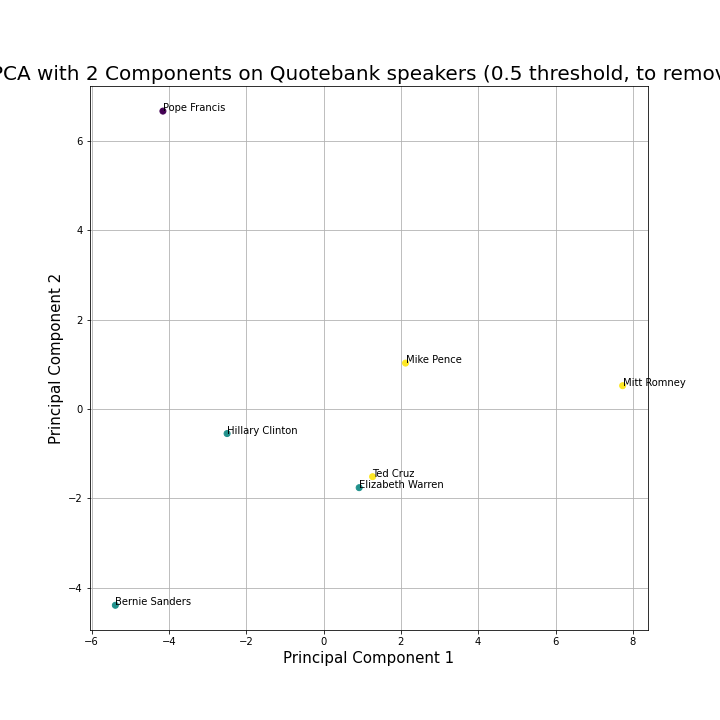 PCA with 2 Components on Quotebank speakers (0.5 threshold, to remov
Pope Francis
6
4
Principal Component 2
2
Mike Pence
Mitt Romney
0
Hillary Clinton
Ted Cruz
Elizabeth Warren
−2
−4
Bernie Sanders
−6 −4 −2 0 2 4 6 8
Principal Component 1